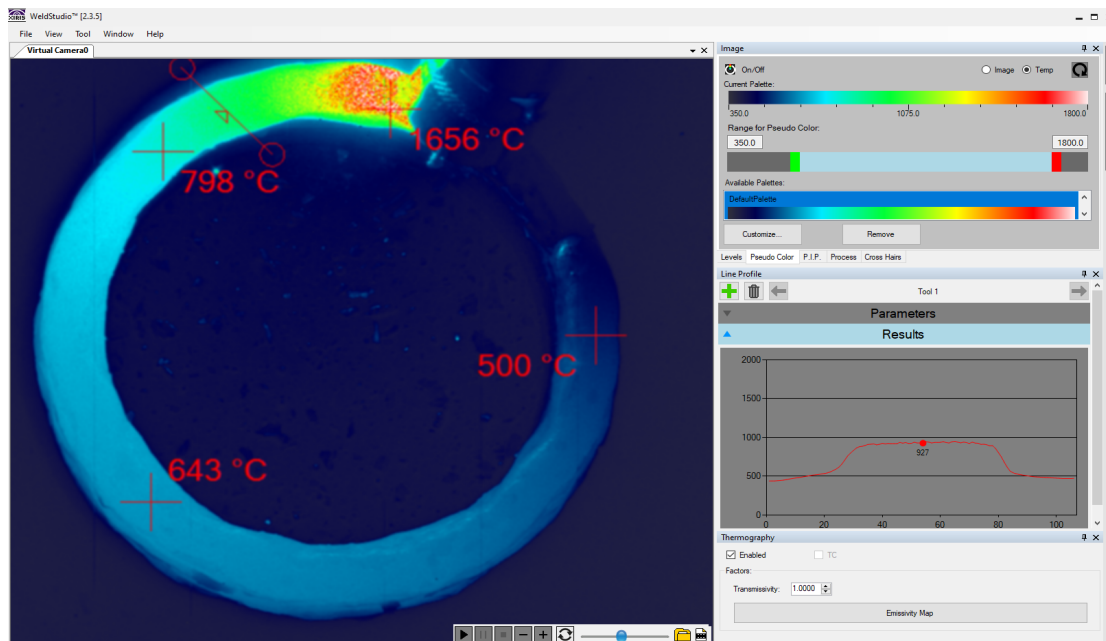 XIRIS WeldStudio™ [2.3.5]
File View Tool Window Help
Virtual Camera0
1656 °C
798 °C
500 °C
643 °C
Image
On/Off Image Temp
Current Palette:
350.0 1075.0 1800.0
Range for Pseudo Color:
350.0 1800.0
Available Palettes:
DefaultPalette
Customize... Remove
Levels Pseudo Color P.I.P. Process Cross Hairs
Line Profile
Tool 1
Parameters
Results
2000
1500
1000
927
500
0
0 20 40 60 80 100
Thermography
Enabled TC
Factors:
Transmissivity: 1.0000
Emissivity Map